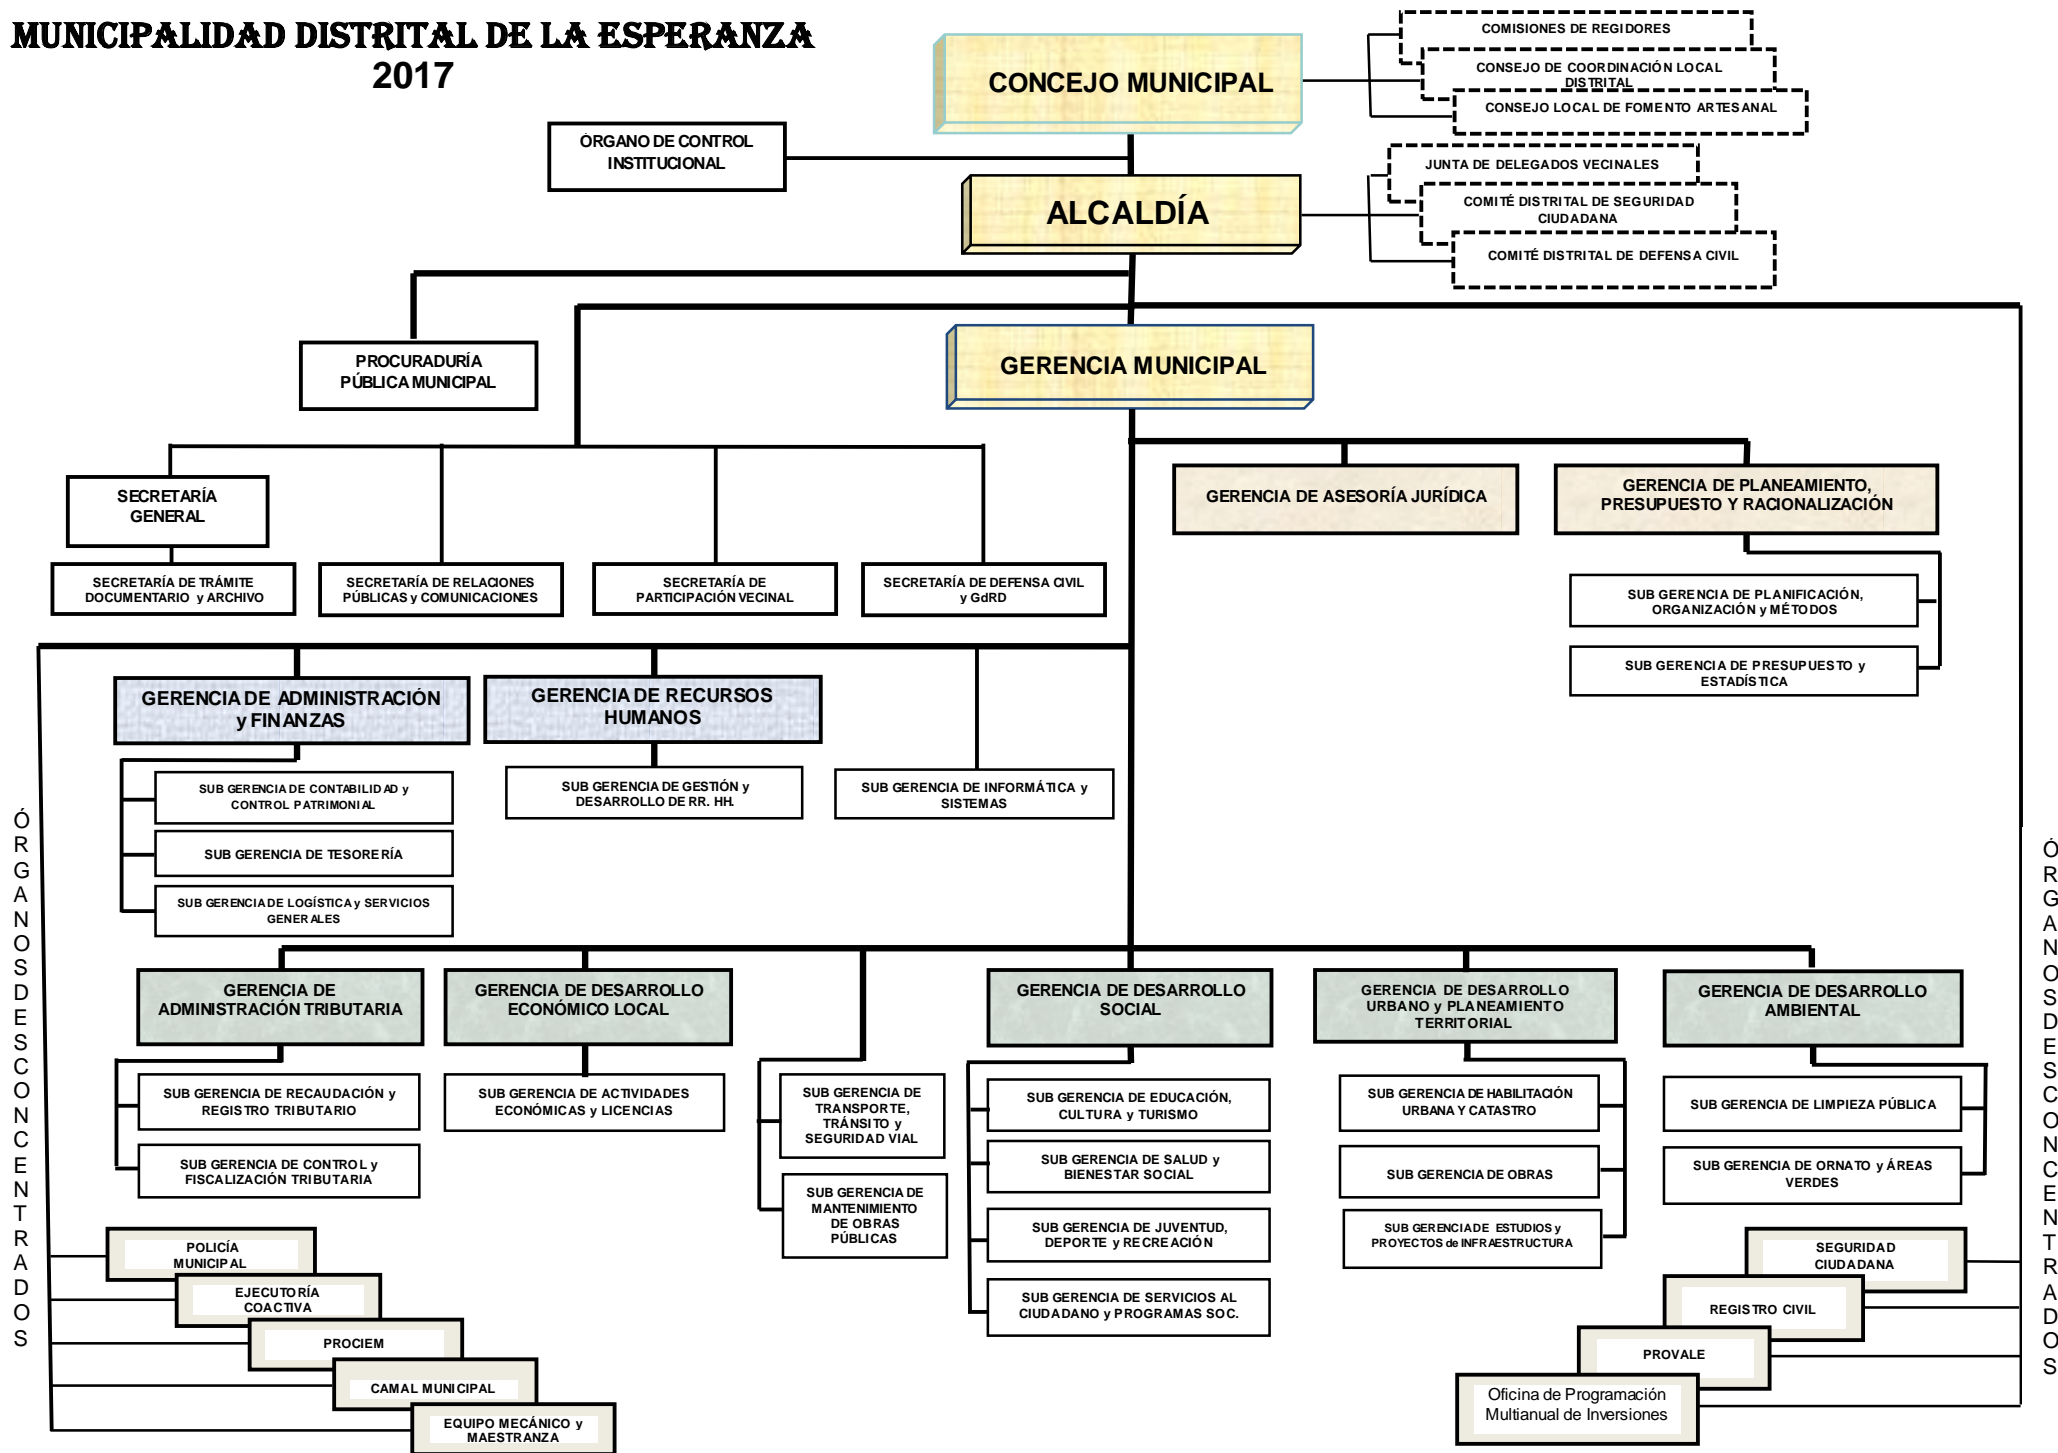 MUNICIPALIDAD DISTRITAL DE LA ESPERANZA
2017
CONCEJO MUNICIPAL
COMISIONES DE REGIDORES
CONSEJO DE COORDINACIÓN LOCAL
DISTRITAL
CONSEJO LOCAL DE FOMENTO ARTESANAL
ÓRGANO DE CONTROL
INSTITUCIONAL
ALCALDÍA
JUNTA DE DELEGADOS VECINALES
COMITÉ DISTRITAL DE SEGURIDAD
CIUDADANA
COMITÉ DISTRITAL DE DEFENSA CIVIL
PROCURADURÍA
PÚBLICA MUNICIPAL
GERENCIA MUNICIPAL
SECRETARÍA
GENERAL
GERENCIA DE ASESORÍA JURÍDICA
GERENCIA DE PLANEAMIENTO,
PRESUPUESTO Y RACIONALIZACIÓN
SECRETARÍA DE TRÁMITE
DOCUMENTARIO y ARCHIVO
SECRETARÍA DE RELACIONES
PÚBLICAS y COMUNICACIONES
SECRETARÍA DE
PARTICIPACIÓN VECINAL
SECRETARÍA DE DEFENSA CIVIL
y GdRD
SUB GERENCIA DE PLANIFICACIÓN,
ORGANIZACIÓN y MÉTODOS
SUB GERENCIA DE PRESUPUESTO y
ESTADÍSTICA
GERENCIA DE ADMINISTRACIÓN
y FINANZAS
GERENCIA DE RECURSOS
HUMANOS
SUB GERENCIA DE CONTABILIDAD y
CONTROL PATRIMONIAL
SUB GERENCIA DE TESORERÍA
SUB GERENCIA DE LOGÍSTICA y SERVICIOS
GENERALES
SUB GERENCIA DE GESTIÓN y
DESARROLLO DE RR. HH.
SUB GERENCIA DE INFORMÁTICA y
SISTEMAS
ÓRGANOS DESCONCENTRADOS
ÓRGANOS DESCONCENTRADOS
GERENCIA DE
ADMINISTRACIÓN TRIBUTARIA
GERENCIA DE DESARROLLO
ECONÓMICO LOCAL
GERENCIA DE DESARROLLO
SOCIAL
GERENCIA DE DESARROLLO
URBANO y PLANEAMIENTO
TERRITORIAL
GERENCIA DE DESARROLLO
AMBIENTAL
SUB GERENCIA DE RECAUDACIÓN y
REGISTRO TRIBUTARIO
SUB GERENCIA DE CONTROL y
FISCALIZACIÓN TRIBUTARIA
SUB GERENCIA DE ACTIVIDADES
ECONÓMICAS y LICENCIAS
SUB GERENCIA DE
TRANSPORTE,
TRÁNSITO y
SEGURIDAD VIAL
SUB GERENCIA DE
MANTENIMIENTO
DE OBRAS
PÚBLICAS
SUB GERENCIA DE EDUCACIÓN,
CULTURA y TURISMO
SUB GERENCIA DE SALUD y
BIENESTAR SOCIAL
SUB GERENCIA DE JUVENTUD,
DEPORTE y RECREACIÓN
SUB GERENCIA DE SERVICIOS AL
CIUDADANO y PROGRAMAS SOC.
SUB GERENCIA DE HABILITACIÓN
URBANA Y CATASTRO
SUB GERENCIA DE OBRAS
SUB GERENCIA DE ESTUDIOS y
PROYECTOS de INFRAESTRUCTURA
SUB GERENCIA DE LIMPIEZA PÚBLICA
SUB GERENCIA DE ORNATO y ÁREAS
VERDES
POLICÍA
MUNICIPAL
EJECUTORÍA
COACTIVA
PROCIEM
CAMAL MUNICIPAL
EQUIPO MECÁNICO y
MAESTRANZA
SEGURIDAD
CIUDADANA
REGISTRO CIVIL
PROVALE
Oficina de Programación
Multianual de Inversiones